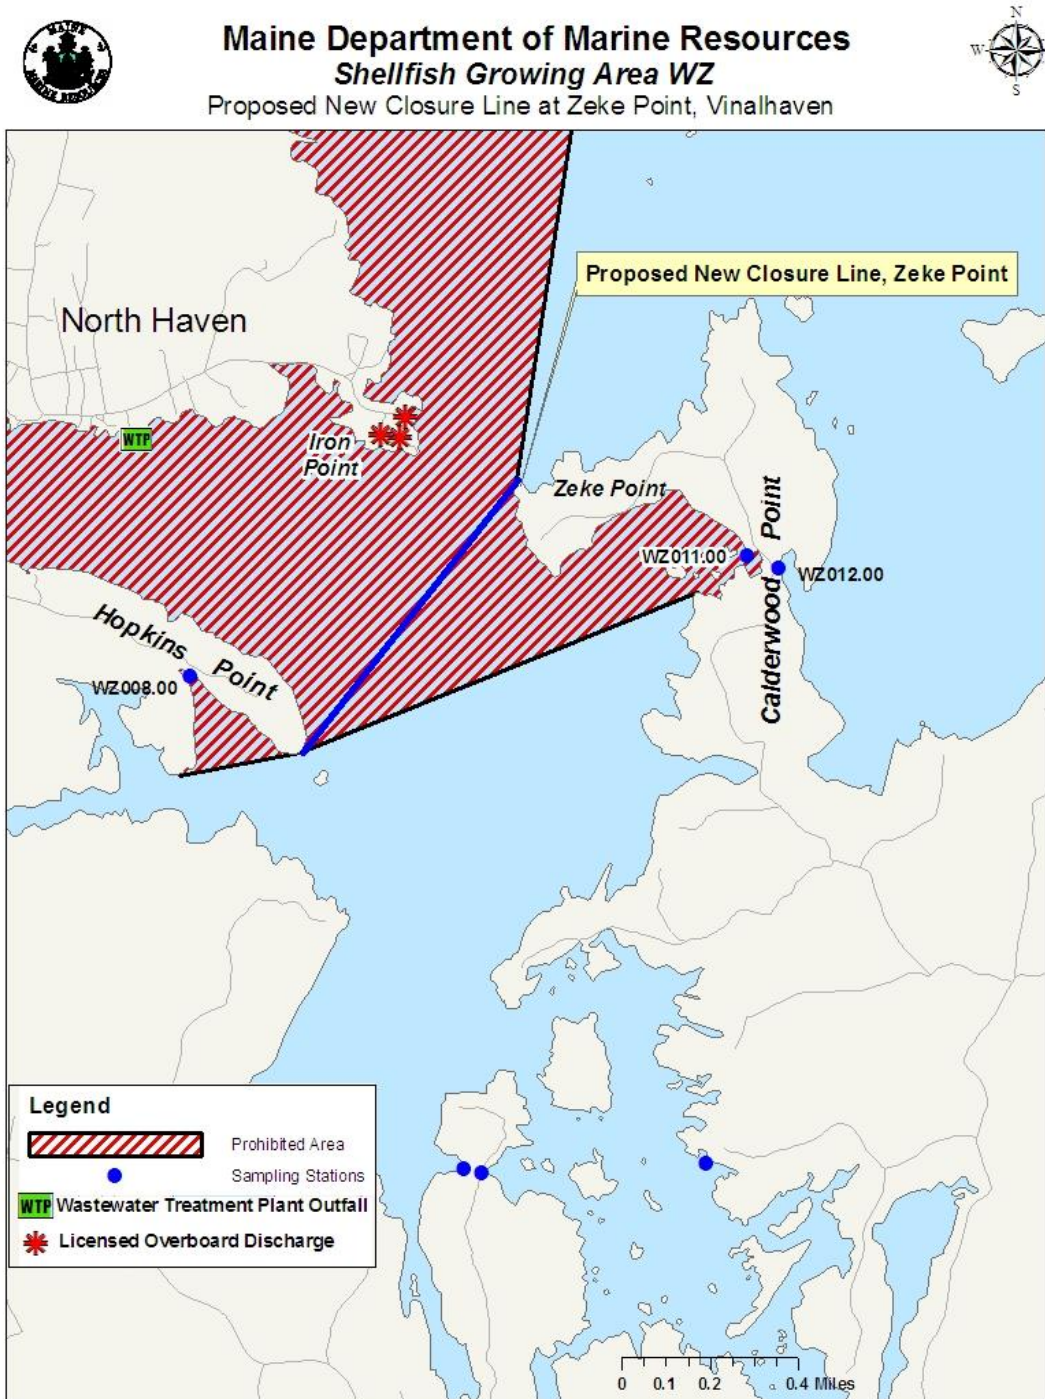 MAINE
MARINE RESOURCES
Maine Department of Marine Resources
Shellfish Growing Area WZ
Proposed New Closure Line at Zeke Point, Vinalhaven
N
W
S
Proposed New Closure Line, Zeke Point
North Haven
WTP
Iron
Point
Zeke Point
Calderwood Point
WZ011.00
WZ012.00
Hopkins Point
WZ008.00
Legend
Prohibited Area
Sampling Stations
WTP Wastewater Treatment Plant Outfall
Licensed Overboard Discharge
0 0.1 0.2 0.4 Miles